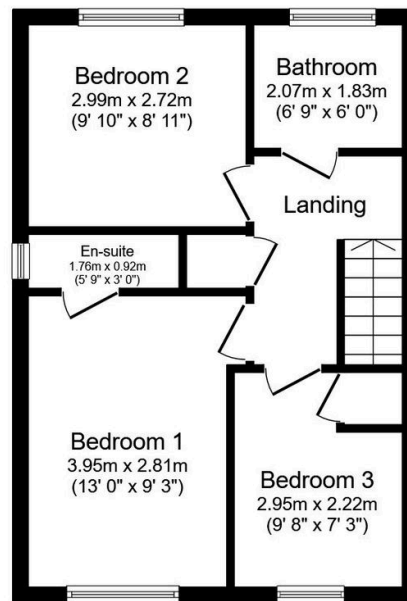 Bedroom 2
2.99m x 2.72m
(9' 10" x 8' 11")
Bathroom
2.07m x 1.83m
(6' 9" x 6' 0")
Landing
En-suite
1.76m x 0.92m
(5' 9" x 3' 0")
Bedroom 1
3.95m x 2.81m
(13' 0" x 9' 3")
Bedroom 3
2.95m x 2.22m
(9' 8" x 7' 3")